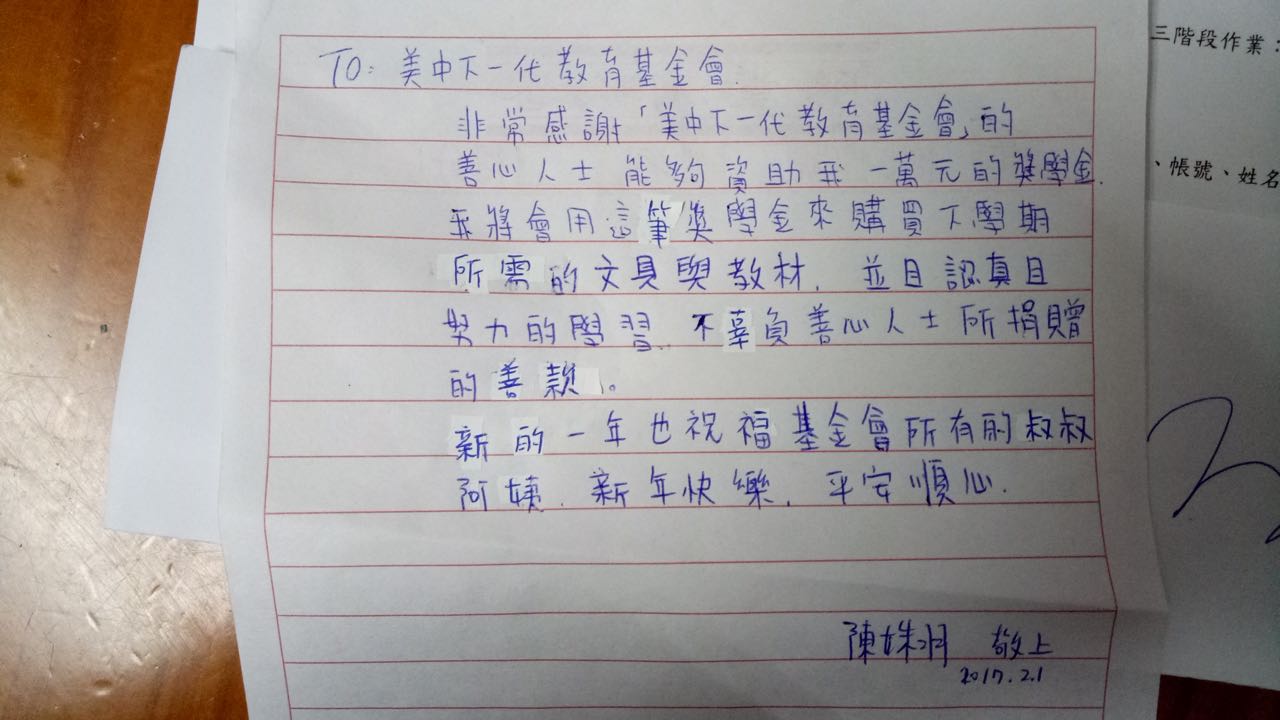 TO: 美中下一代教育基金會.
非常感謝「美中下一代教育基金會」的
善心人士能夠資助我一萬元的獎學金.
我將會用這筆獎學金來購買下學期
所需的文具與教材. 並且認真且
努力的學習. 不辜負善心人士所捐贈
的善款。
新的一年也祝福基金會所有的叔叔
阿姨. 新年快樂. 平安順心.
陳姝 敬上
2017.2.1
三階段作業:
、帳號、姓名